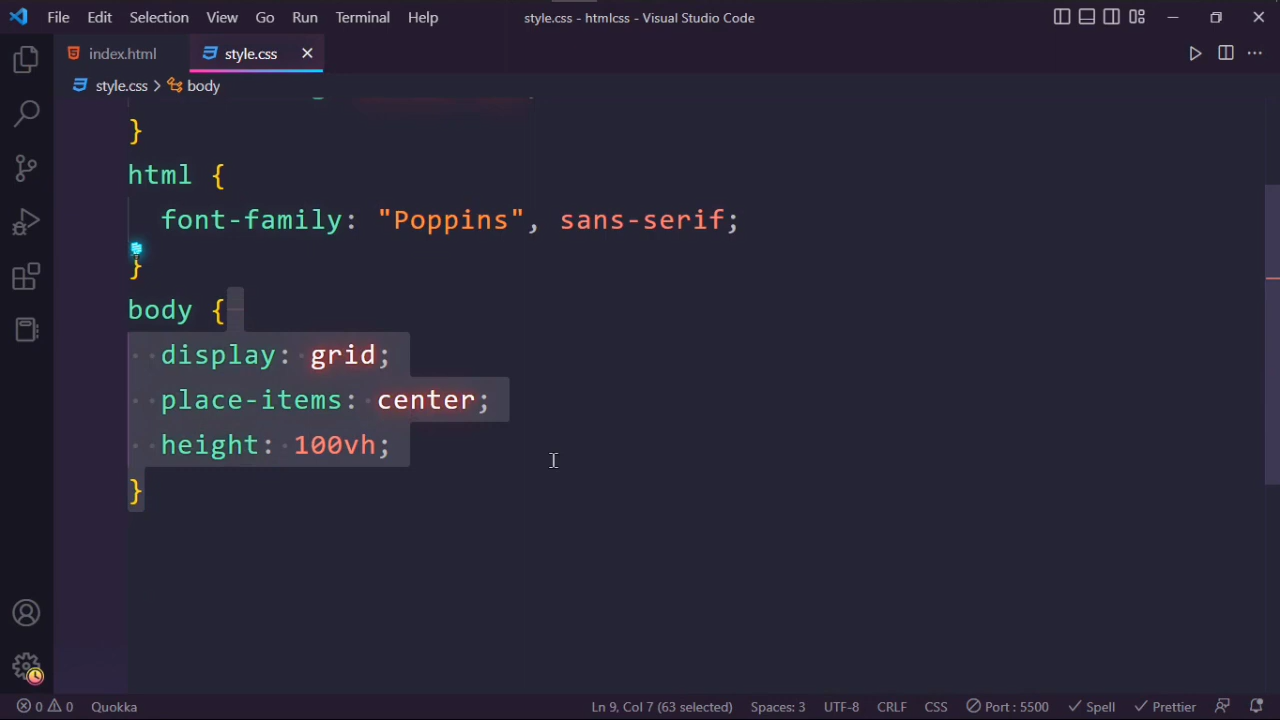 File Edit Selection View Go Run Terminal Help style.css - htmlcss - Visual Studio Code
index.html style.css
style.css > body
}
html {
font-family: "Poppins", sans-serif;
}
body {
display: grid;
place-items: center;
height: 100vh;
}
0 0 Quokka Ln 9, Col 7 (63 selected) Spaces: 3 UTF-8 CRLF CSS Port : 5500 Spell Prettier